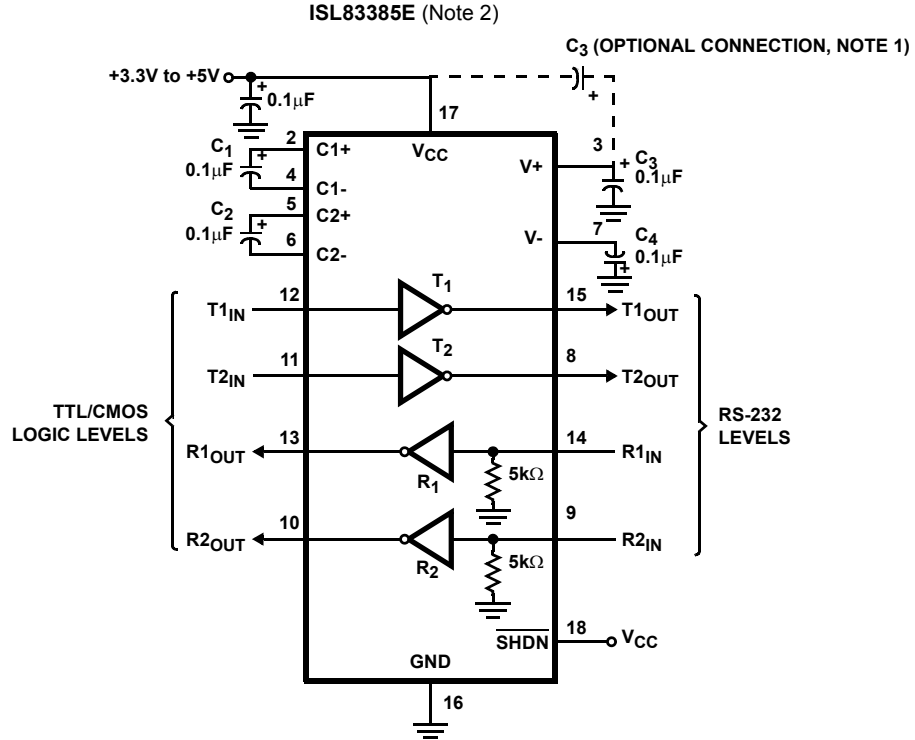 ISL83385E (Note 2)
C3 (OPTIONAL CONNECTION, NOTE 1)
+3.3V to +5V
+
0.1μF
+
17
2
C1
0.1μF
+
4
C1+
C1-
VCC
V+
3
+
C3
0.1μF
5
C2
0.1μF
+
6
C2+
C2-
V-
7
C4
0.1μF
+
T1IN
12
T1
15
T1OUT
T2IN
11
T2
8
T2OUT
TTL/CMOS
LOGIC LEVELS
RS-232
LEVELS
R1OUT
13
R1
5kΩ
14
R1IN
R2OUT
10
R2
5kΩ
9
R2IN
SHDN
18
VCC
GND
16